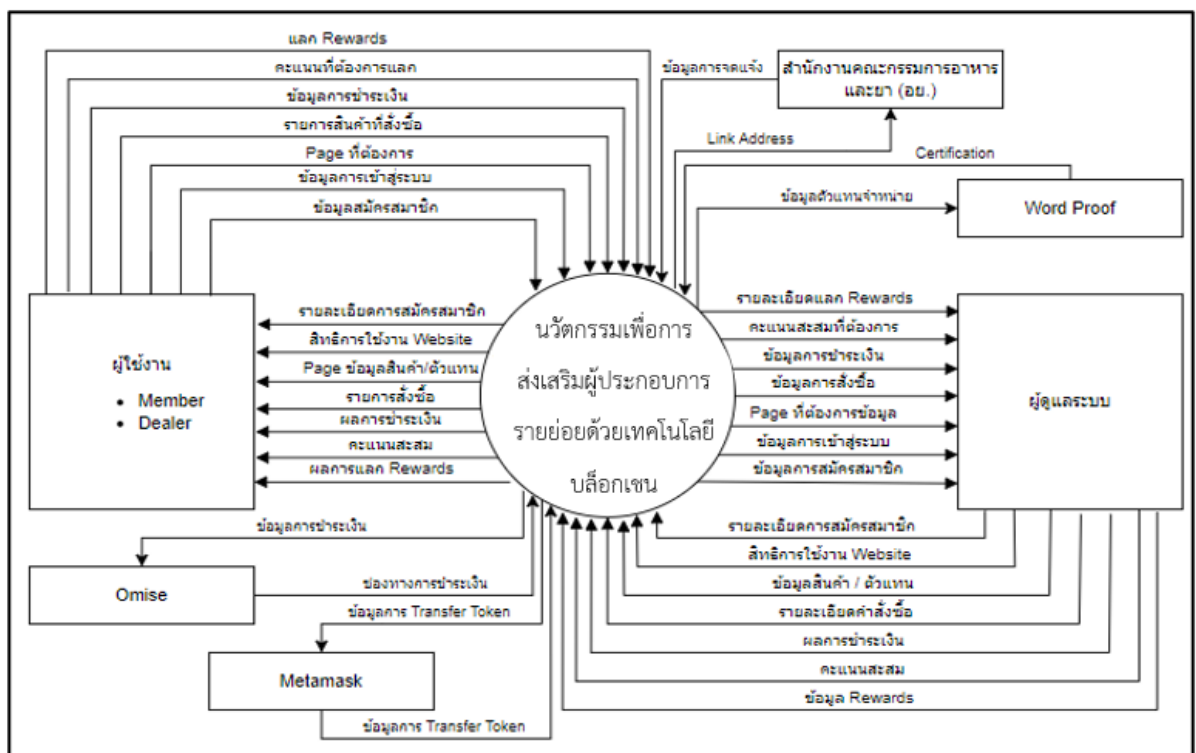 แลก Rewards
คะแนนที่ต้องการแลก
ข้อมูลการชำระเงิน
รายการสินค้าที่สั่งซื้อ
Page ที่ต้องการ
ข้อมูลการเข้าสู่ระบบ
ข้อมูลสมัครสมาชิก
ข้อมูลการจดแจ้ง
สำนักงานคณะกรรมการอาหาร
และยา (อย.)
Link Address
Certification
ข้อมูลตัวแทนจำหน่าย
Word Proof
ผู้ใช้งาน
• Member
• Dealer
รายละเอียดการสมัครสมาชิก
สิทธิการใช้งาน Website
Page ข้อมูลสินค้า/ตัวแทน
รายการสั่งซื้อ
ผลการชำระเงิน
คะแนนสะสม
ผลการแลก Rewards
นวัตกรรมเพื่อการ
ส่งเสริมผู้ประกอบการ
รายย่อยด้วยเทคโนโลยี
บล็อกเชน
รายละเอียดแลก Rewards
คะแนนสะสมที่ต้องการ
ข้อมูลการชำระเงิน
ข้อมูลการสั่งซื้อ
Page ที่ต้องการข้อมูล
ข้อมูลการเข้าสู่ระบบ
ข้อมูลการสมัครสมาชิก
ผู้ดูแลระบบ
ข้อมูลการชำระเงิน
Omise
ช่องทางการชำระเงิน
ข้อมูลการ Transfer Token
Metamask
ข้อมูลการ Transfer Token
รายละเอียดการสมัครสมาชิก
สิทธิการใช้งาน Website
ข้อมูลสินค้า / ตัวแทน
รายละเอียดคำสั่งซื้อ
ผลการชำระเงิน
คะแนนสะสม
ข้อมูล Rewards